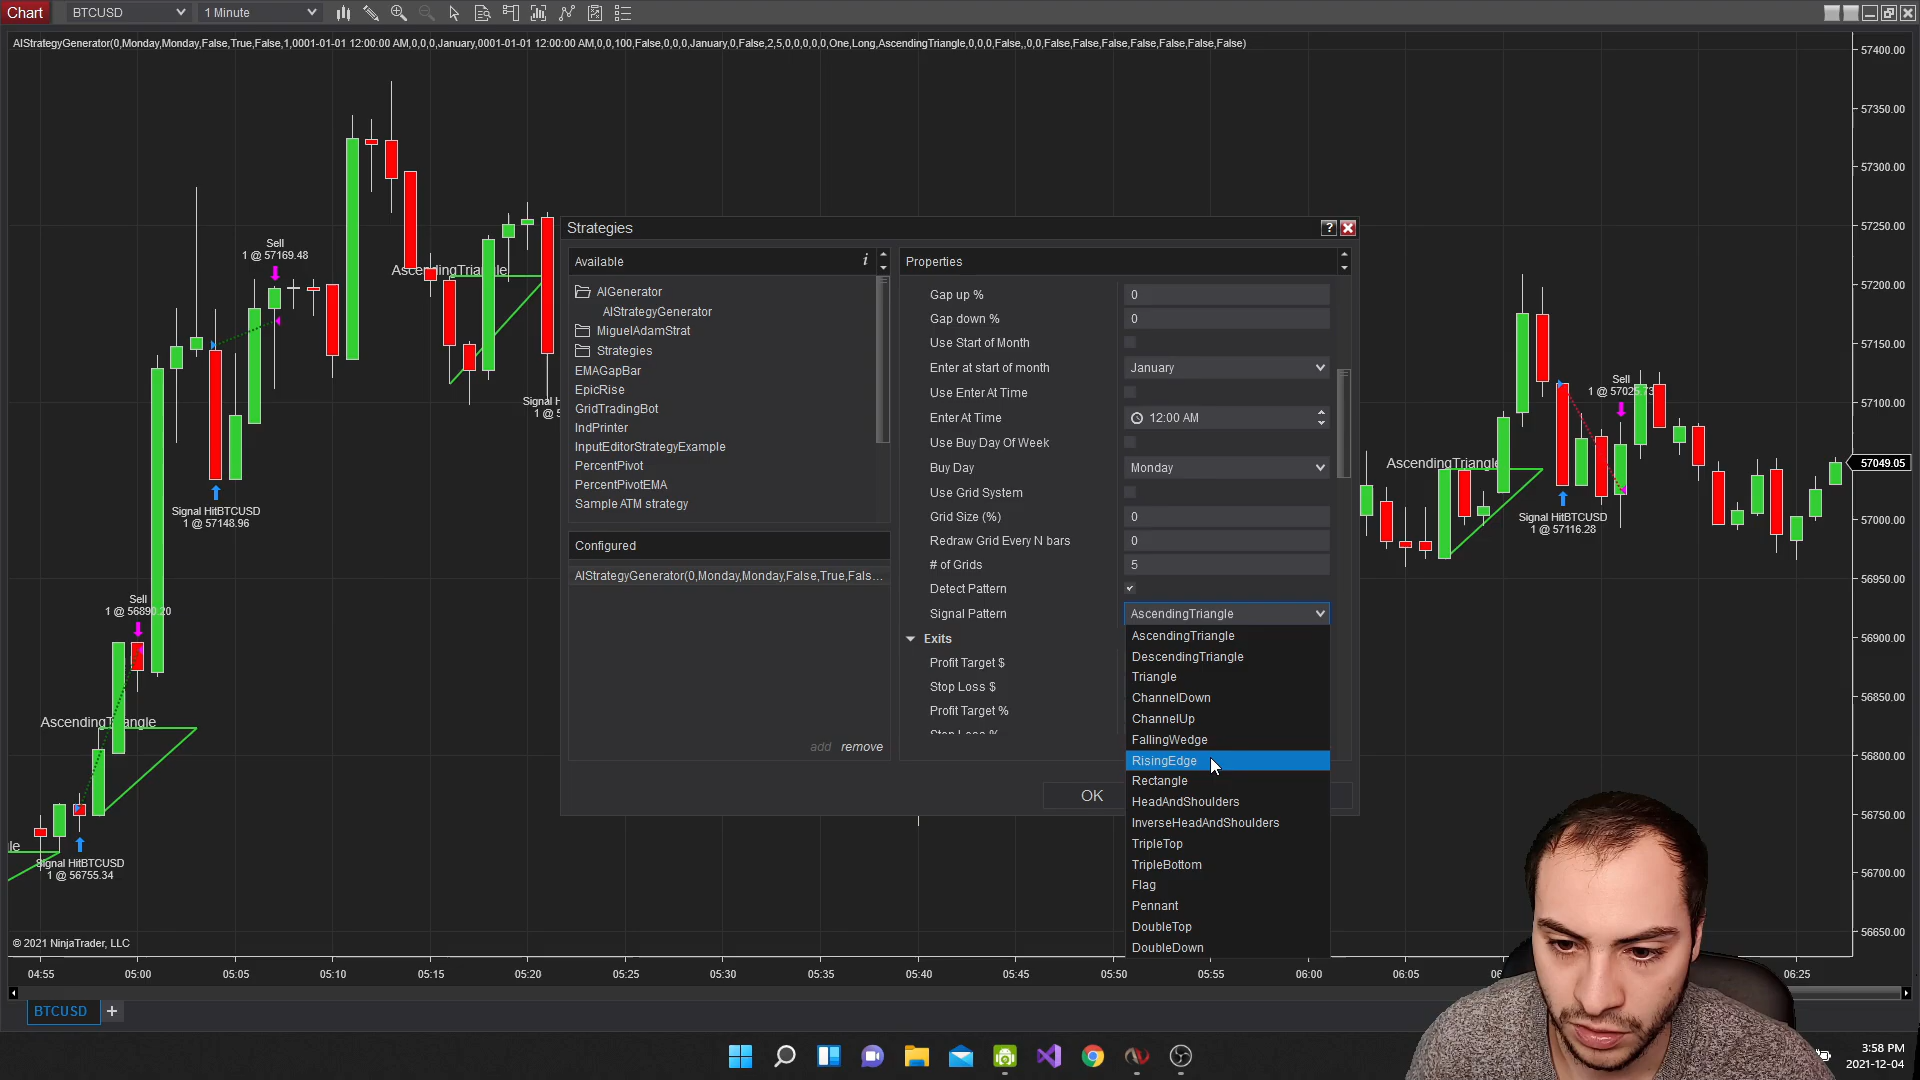 Chart
BTCUSD
1 Minute
AIStrategyGenerator(0,Monday,Monday,False,True,False,1,0001-01-01 12:00:00 AM,0,0,0,January,0001-01-01 12:00:00 AM,0,0,100,False,0,0,0,January,0,False,2,5,0,0,0,0,0,One,Long,AscendingTriangle,0,0,0,False,,0,0,False,False,False,False,False,False,False)
57400.00
57350.00
57300.00
57250.00
57200.00
57150.00
57100.00
57049.05
57000.00
56950.00
56900.00
56850.00
56800.00
56750.00
56700.00
56650.00
Sell
1 @ 57169.48
AscendingTriangle
Signal HitBTCUSD
1 @ 57148.96
Sell
1 @ 56890.20
AscendingTriangle
Signal HitBTCUSD
1 @ 56755.34
Sell
AscendingTriangle
Signal HitBTCUSD
1 @ 57116.28
Strategies
?
Available
i
AIGenerator
AIStrategyGenerator
MiguelAdamStrat
Strategies
EMAGapBar
EpicRise
GridTradingBot
IndPrinter
InputEditorStrategyExample
PercentPivot
PercentPivotEMA
Sample ATM strategy
Configured
AIStrategyGenerator(0,Monday,Monday,False,True,Fals...
add
remove
Properties
Gap up %
0
Gap down %
0
Use Start of Month
Enter at start of month
January
Use Enter At Time
Enter At Time
12:00 AM
Use Buy Day Of Week
Buy Day
Monday
Use Grid System
Grid Size (%)
0
Redraw Grid Every N bars
0
# of Grids
5
Detect Pattern
Signal Pattern
AscendingTriangle
AscendingTriangle
DescendingTriangle
Triangle
ChannelDown
ChannelUp
FallingWedge
RisingEdge
Rectangle
HeadAndShoulders
InverseHeadAndShoulders
TripleTop
TripleBottom
Flag
Pennant
DoubleTop
DoubleDown
Exits
Profit Target $
Stop Loss $
Profit Target %
Stop Loss %
OK
© 2021 NinjaTrader, LLC
04:55
05:00
05:05
05:10
05:15
05:20
05:25
05:30
05:35
05:40
05:45
05:50
05:55
06:00
06:05
06:25
BTCUSD
+
3:58 PM
2021-12-04